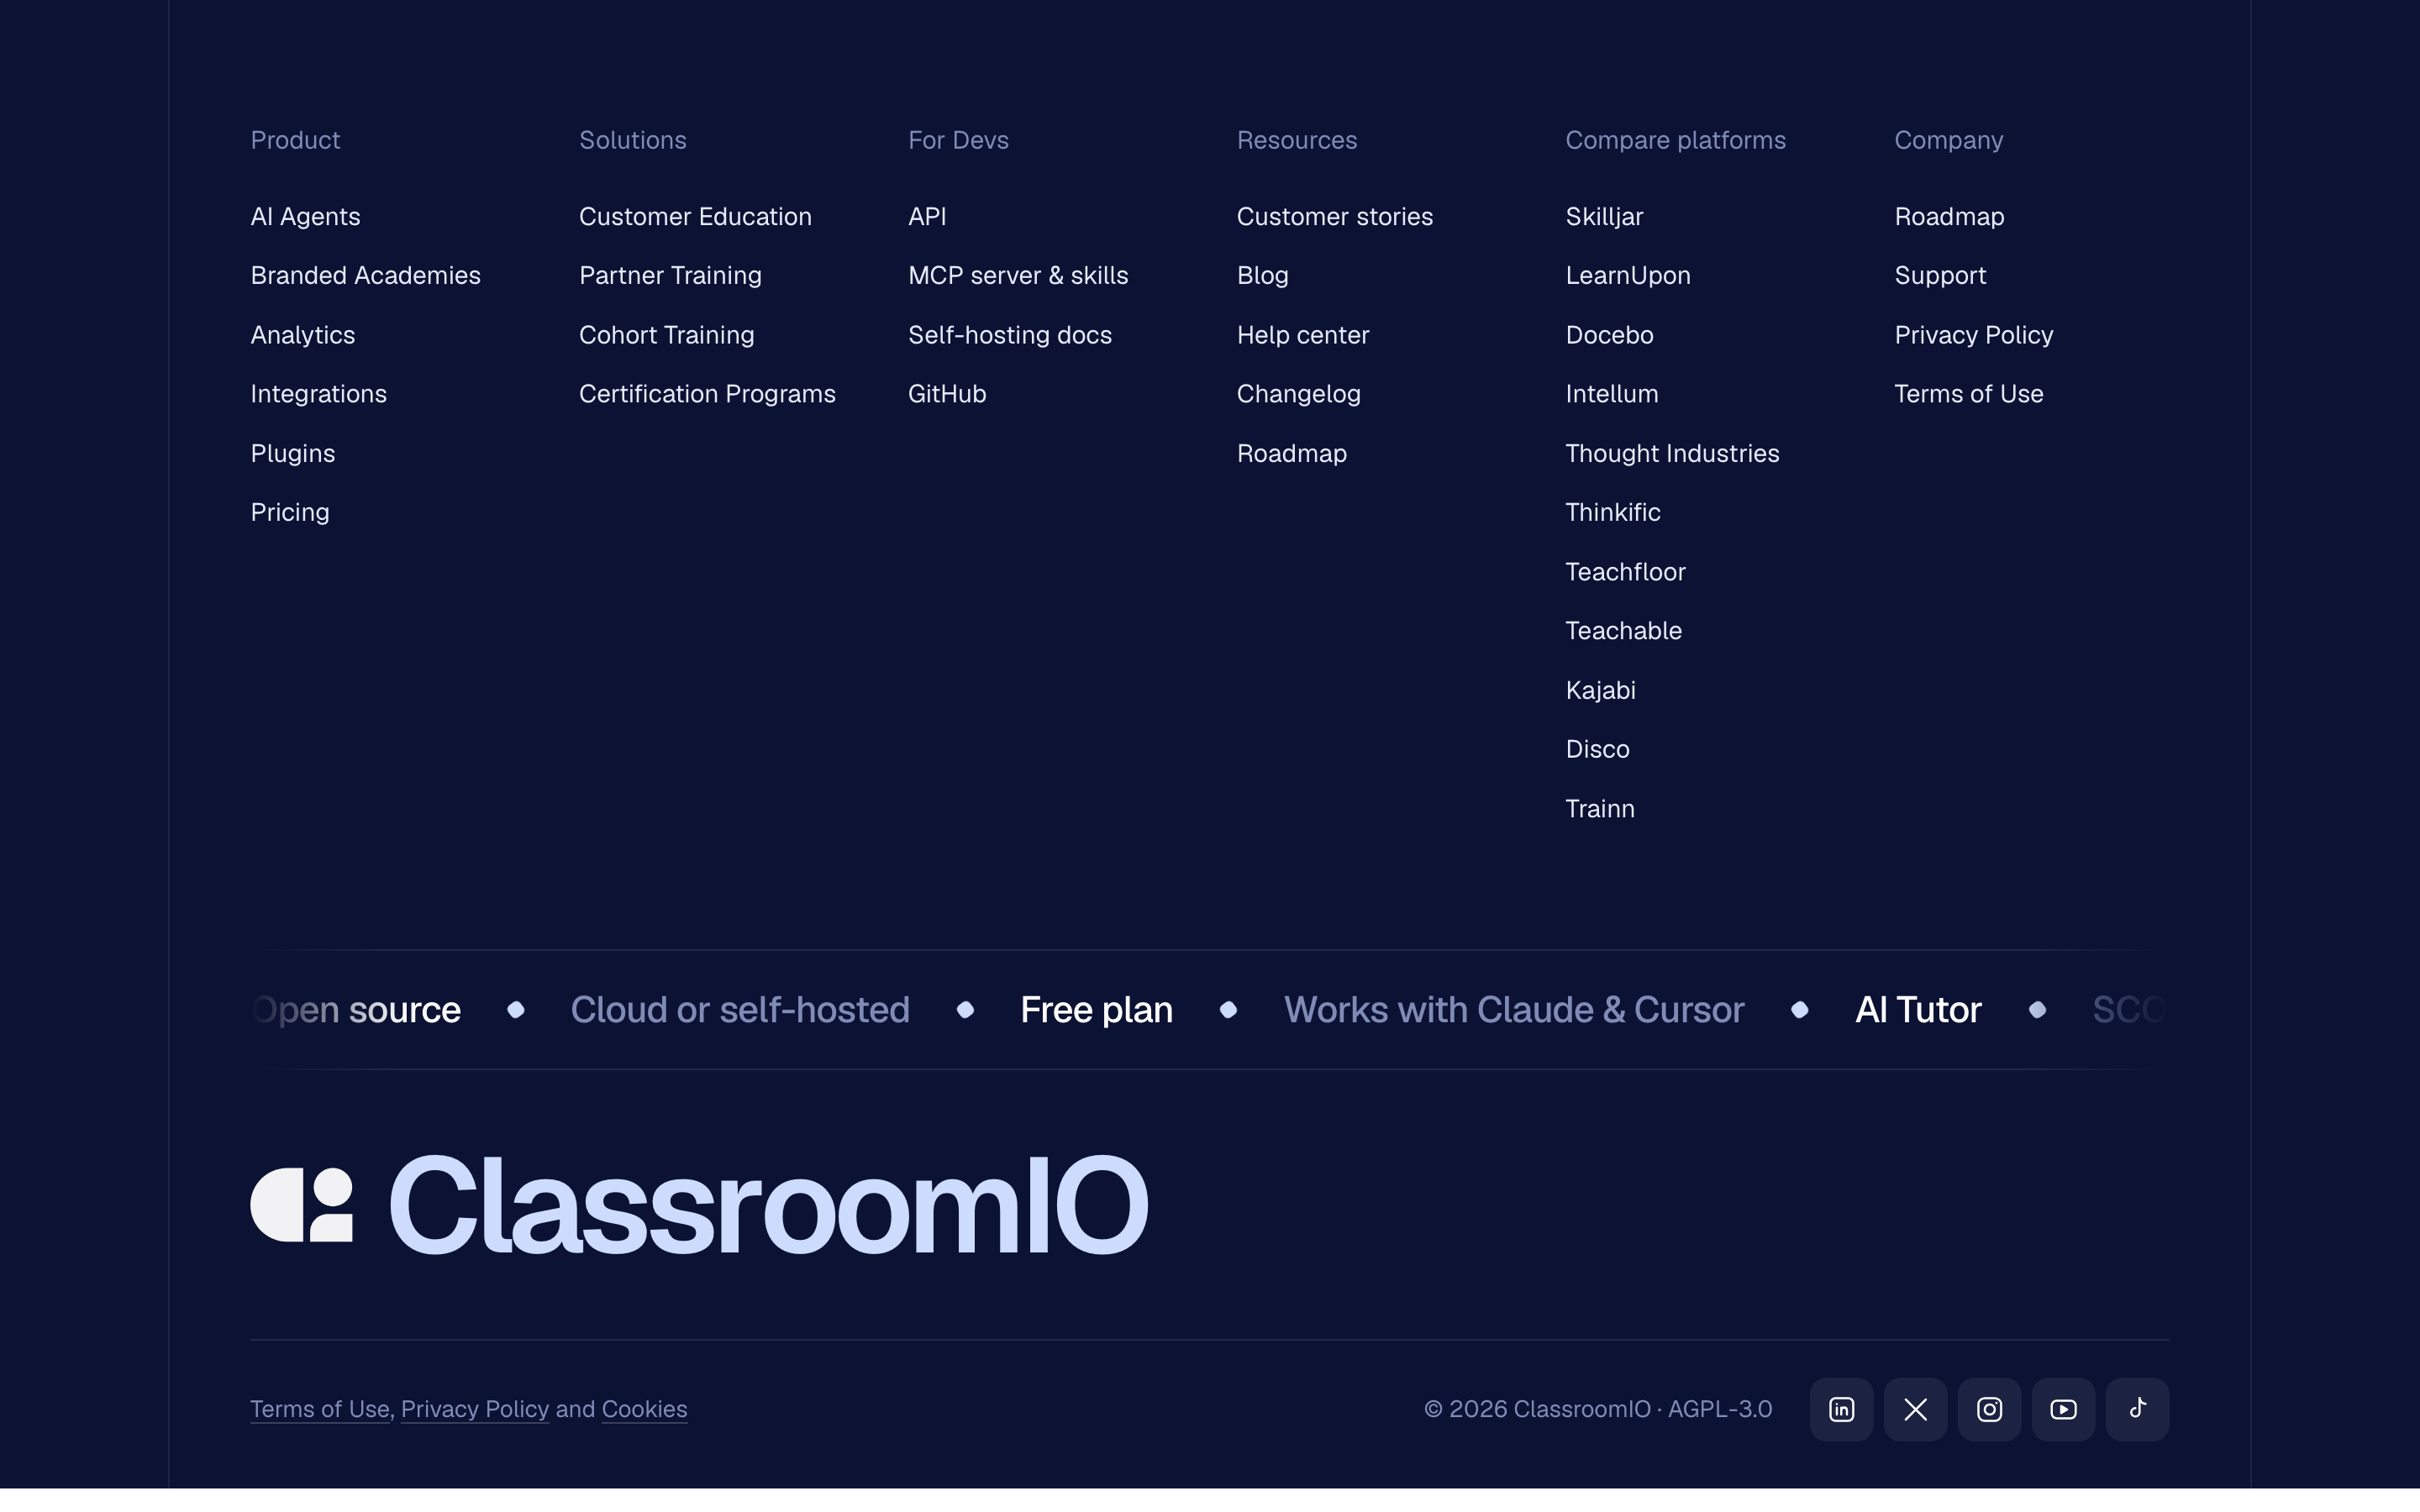 Product
AI Agents
Branded Academies
Analytics
Integrations
Plugins
Pricing
Solutions
Customer Education
Partner Training
Cohort Training
Certification Programs
For Devs
API
MCP server & skills
Self-hosting docs
GitHub
Resources
Customer stories
Blog
Help center
Changelog
Roadmap
Compare platforms
Skilljar
LearnUpon
Docebo
Intellum
Thought Industries
Thinkific
Teachfloor
Teachable
Kajabi
Disco
Trainn
Company
Roadmap
Support
Privacy Policy
Terms of Use
Open source • Cloud or self-hosted • Free plan • Works with Claude & Cursor • AI Tutor •
ClassroomIO
Terms of Use, Privacy Policy and Cookies
© 2026 ClassroomIO · AGPL-3.0